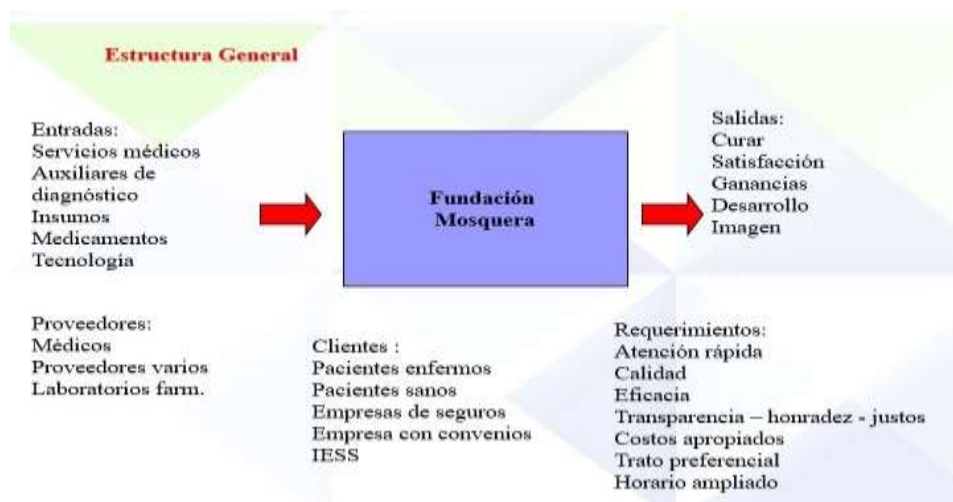 Estructura General
Entradas:
Servicios médicos
Auxiliares de
diagnóstico
Insumos
Medicamentos
Tecnología
Fundación
Mosquera
Salidas:
Curar
Satisfacción
Ganancias
Desarrollo
Imagen
Proveedores:
Médicos
Proveedores varios
Laboratorios farm.
Clientes :
Pacientes enfermos
Pacientes sanos
Empresas de seguros
Empresa con convenios
IESS
Requerimientos:
Atención rápida
Calidad
Eficacia
Transparencia – honradez - justos
Costos apropiados
Trato preferencial
Horario ampliado